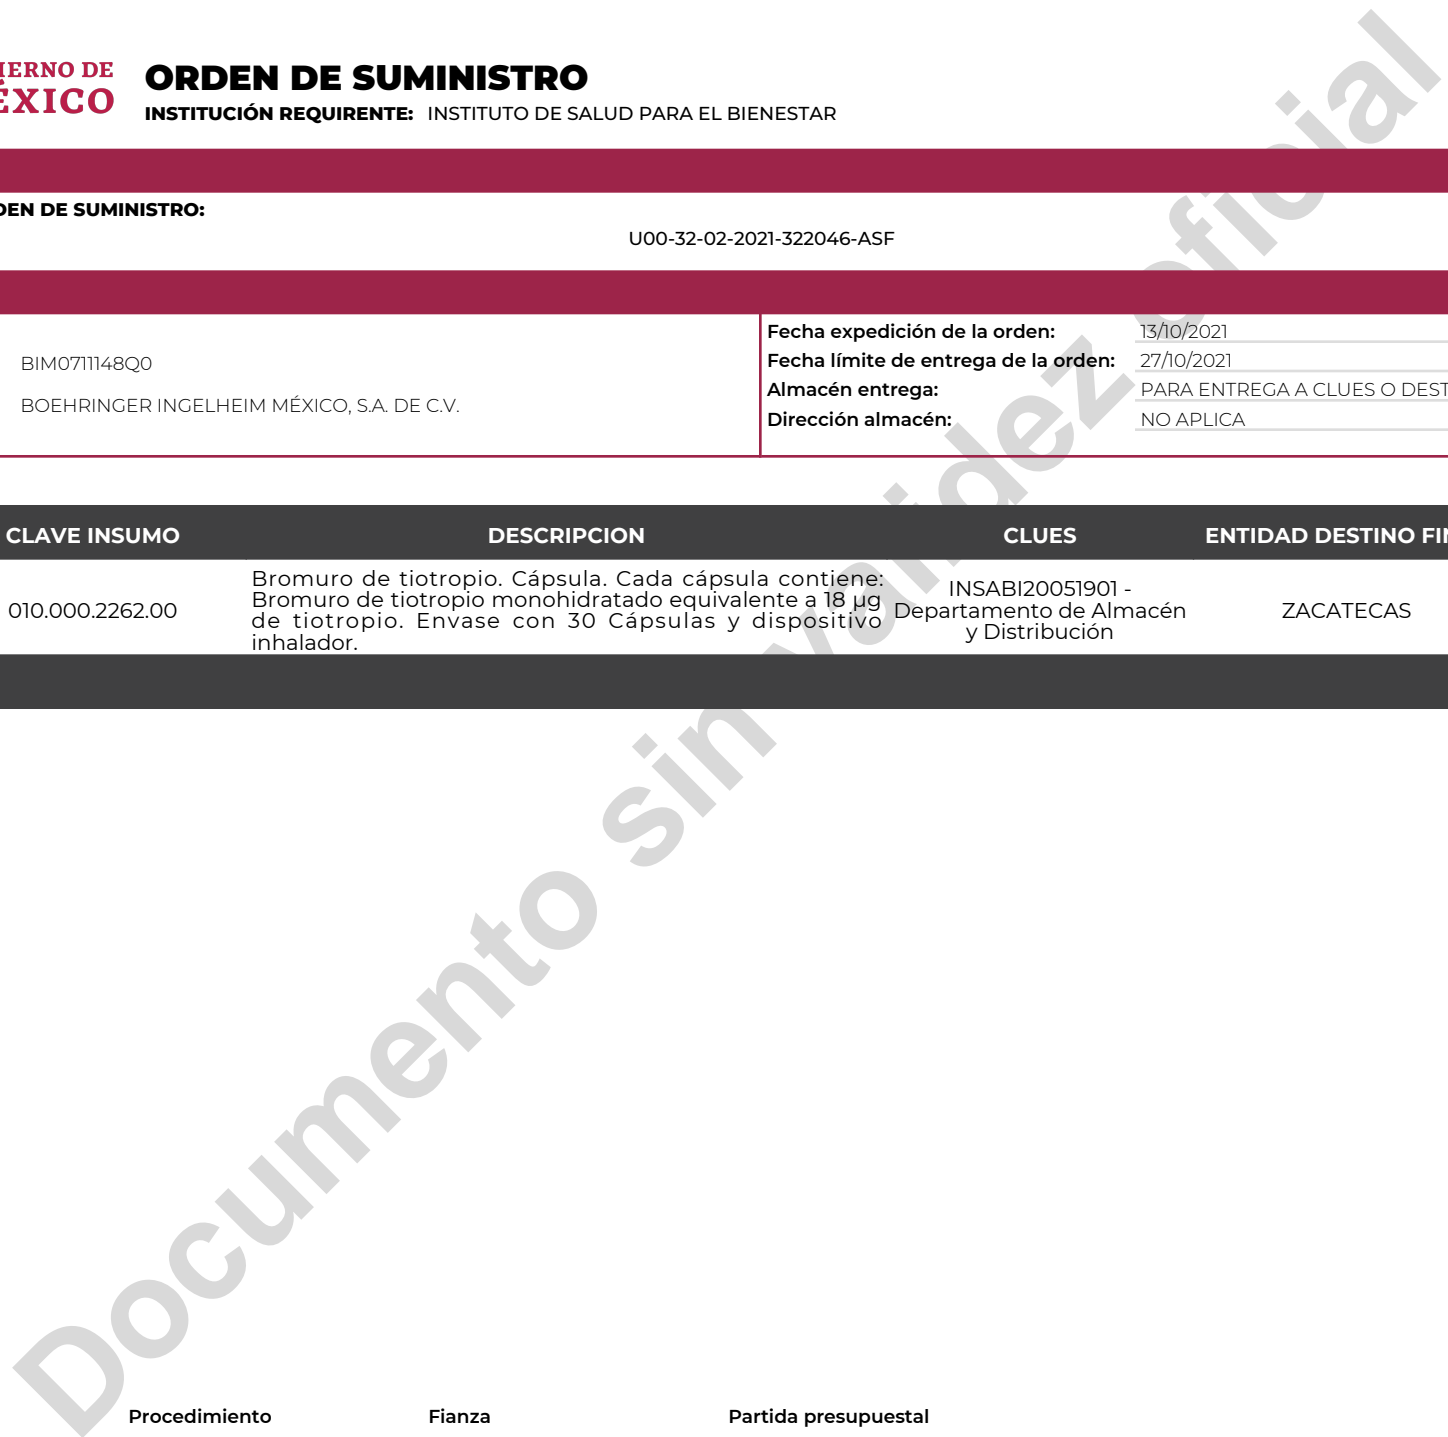 IERNO DE
ÉXICO
ORDEN DE SUMINISTRO
INSTITUCIÓN REQUIRENTE: INSTITUTO DE SALUD PARA EL BIENESTAR
DEN DE SUMINISTRO:
U00-32-02-2021-322046-ASF
BIM0711148Q0
BOEHRINGER INGELHEIM MÉXICO, S.A. DE C.V.
Fecha expedición de la orden: 13/10/2021
Fecha límite de entrega de la orden: 27/10/2021
Almacén entrega: PARA ENTREGA A CLUES O DEST
Dirección almacén: NO APLICA
CLAVE INSUMO DESCRIPCION CLUES ENTIDAD DESTINO FIN
010.000.2262.00
Bromuro de tiotropio. Cápsula. Cada cápsula contiene:
Bromuro de tiotropio monohidratado equivalente a 18 µg
de tiotropio. Envase con 30 Cápsulas y dispositivo
inhalador.
INSABI20051901 -
Departamento de Almacén
y Distribución
ZACATECAS
Documento sin validez oficial
Procedimiento Fianza Partida presupuestal